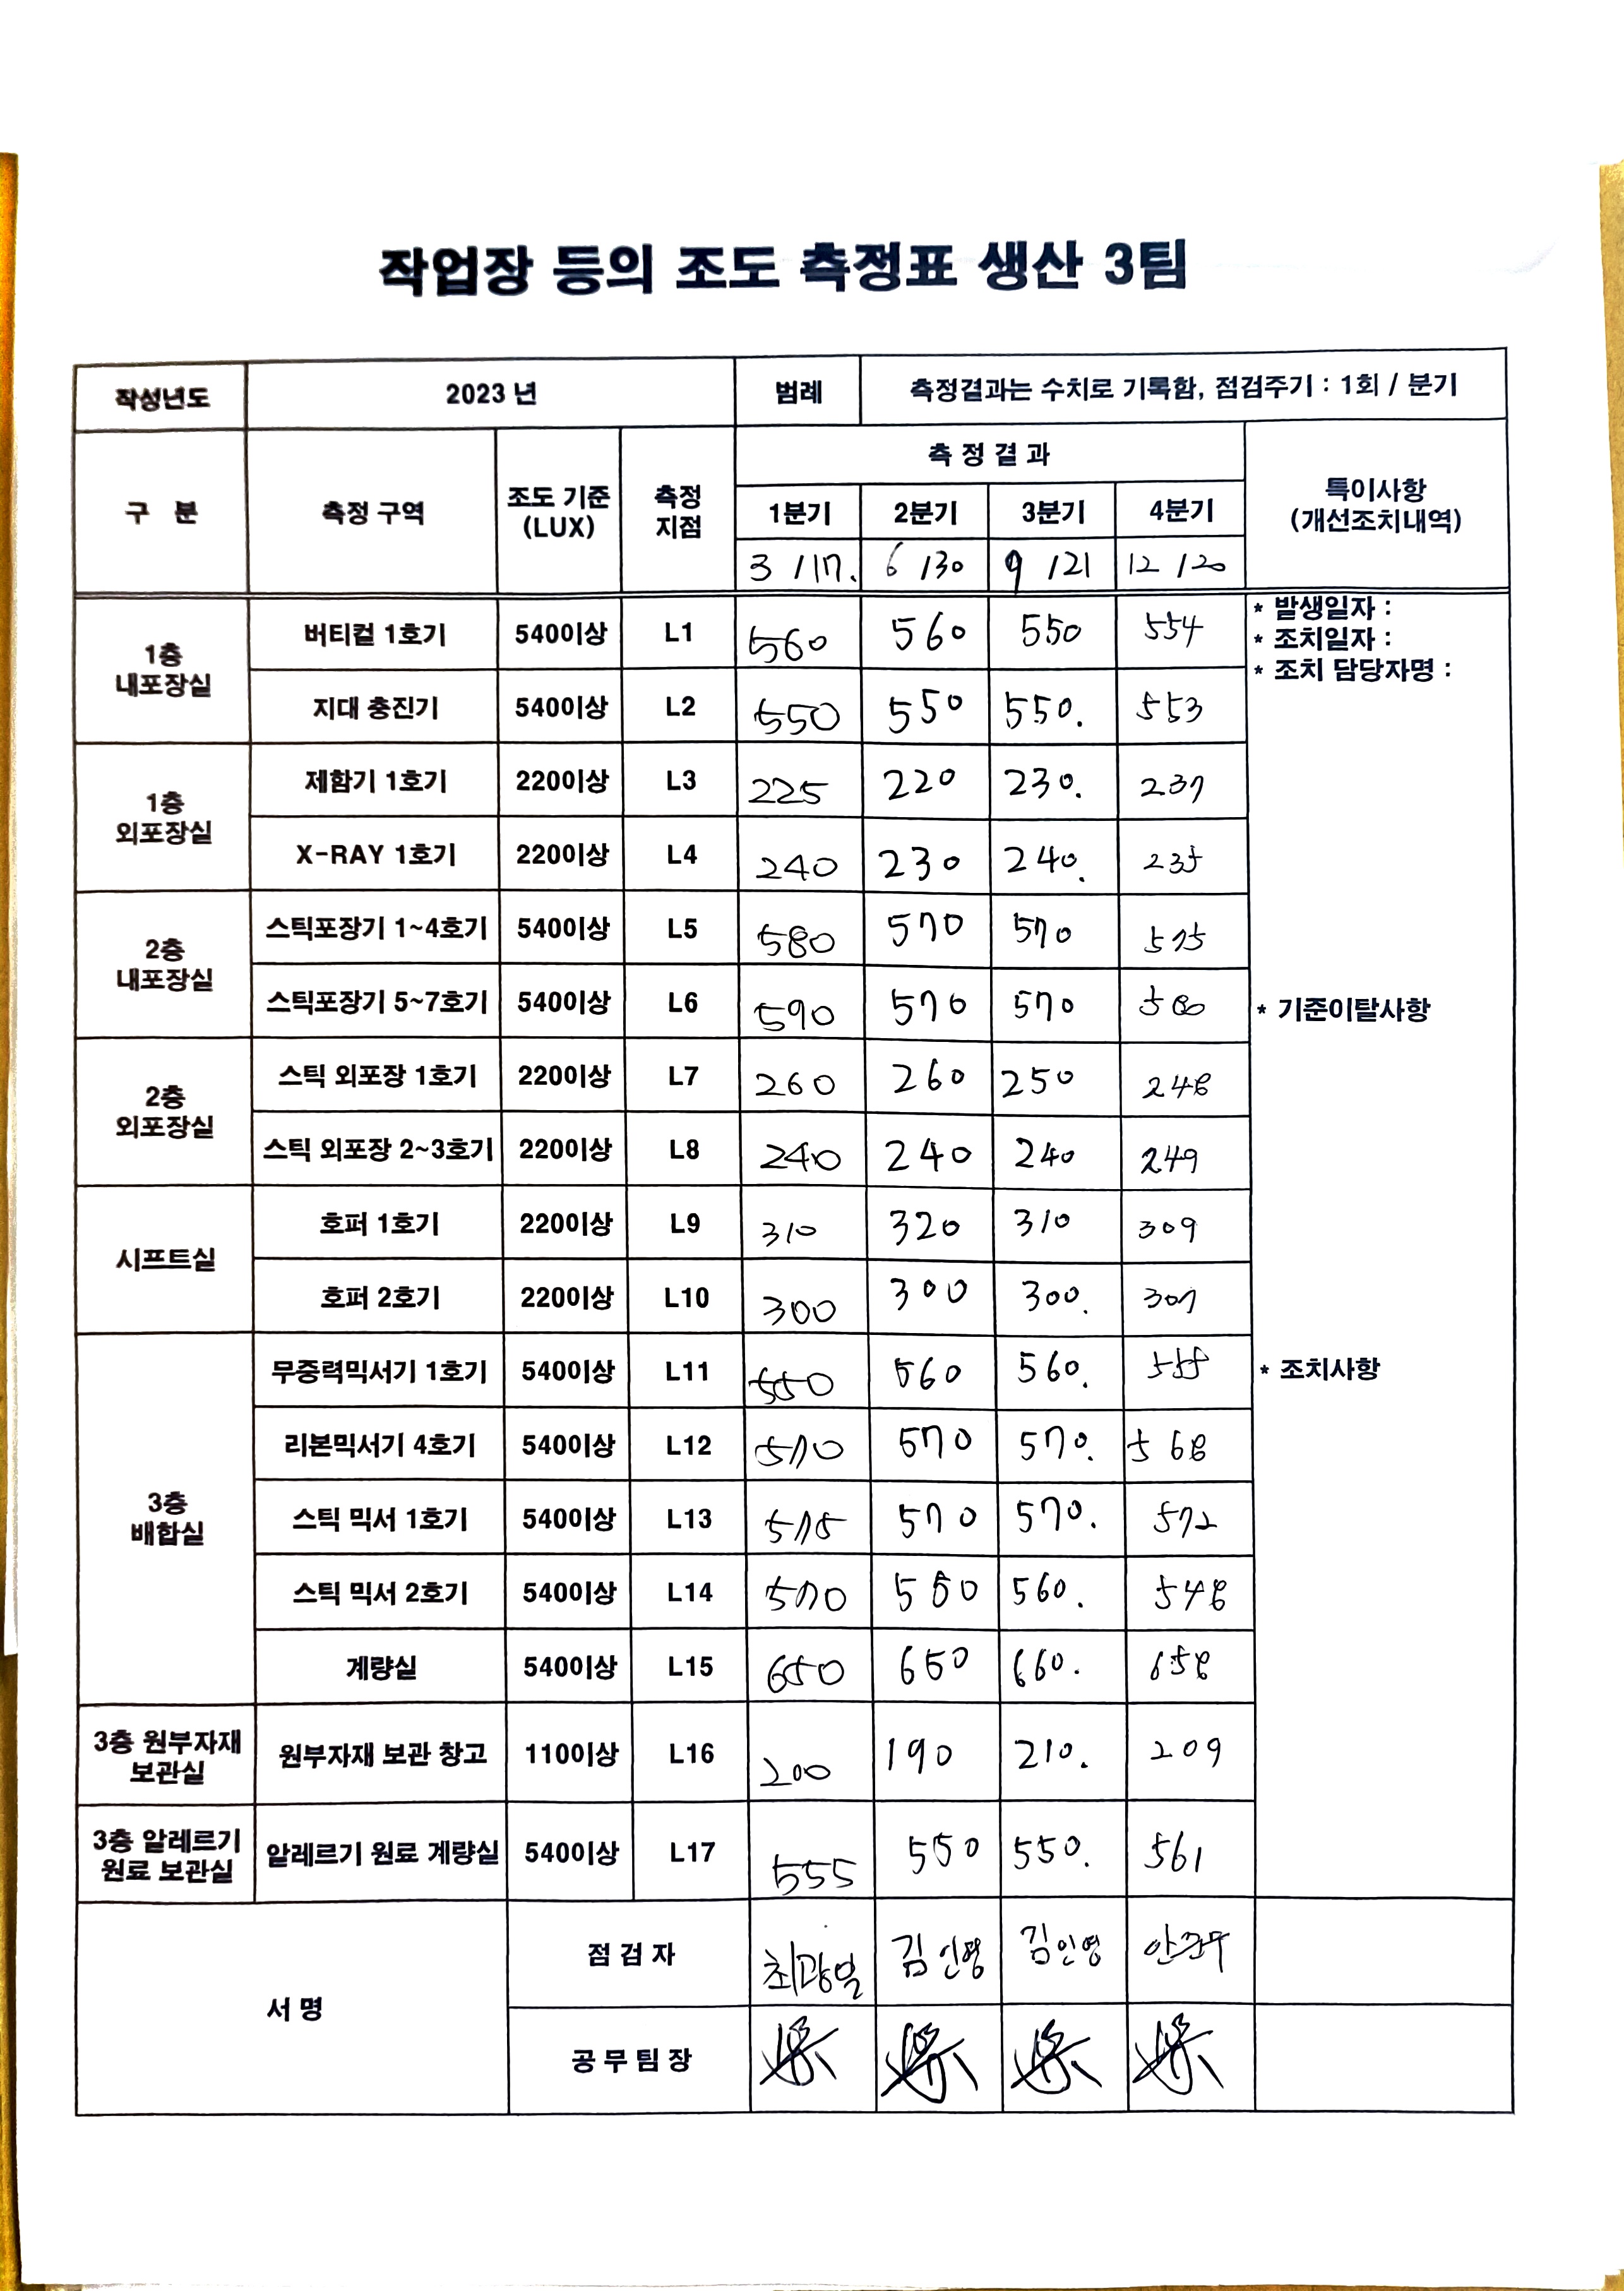 작업장 등의 조도 측정표 생산 3팀
작성년도 2023 년 범례 측정결과는 수치로 기록함, 점검주기 : 1회 / 분기
구 분 측정 구역 조도 기준 (LUX) 측정 지점 측 정 결 과 특이사항 (개선조치내역)
1분기 2분기 3분기 4분기
3 /17. 6 /30 9 /21 12 /20
1층 내포장실 버티컬 1호기 540이상 L1 560 560 550 554
지대 충진기 540이상 L2 550 550 550. 553
* 발생일자 :
* 조치일자 :
* 조치 담당자명 :
1층 외포장실 제함기 1호기 220이상 L3 225 220 230. 237
X-RAY 1호기 220이상 L4 240 230 240. 235
2층 내포장실 스틱포장기 1~4호기 540이상 L5 580 570 570 575
스틱포장기 5~7호기 540이상 L6 590 570 570 580
* 기준이탈사항
2층 외포장실 스틱 외포장 1호기 220이상 L7 260 260 250 248
스틱 외포장 2~3호기 220이상 L8 240 240 240 249
시프트실 호퍼 1호기 220이상 L9 310 320 310 309
호퍼 2호기 220이상 L10 300 300 300. 307
3층 배합실 무중력믹서기 1호기 540이상 L11 550 560 560. 555
* 조치사항
리본믹서기 4호기 540이상 L12 570 570 570. 568
스틱 믹서 1호기 540이상 L13 575 570 570. 572
스틱 믹서 2호기 540이상 L14 570 560. 548
계량실 540이상 L15 650 650 660. 658
3층 원부자재 보관실 원부자재 보관 창고 110이상 L16 200 190 210. 209
3층 알레르기 원료 보관실 알레르기 원료 계량실 540이상 L17 555 550 550. 561
서 명 점 검 자 최광일 김인영 김인영
공 무 팀 장